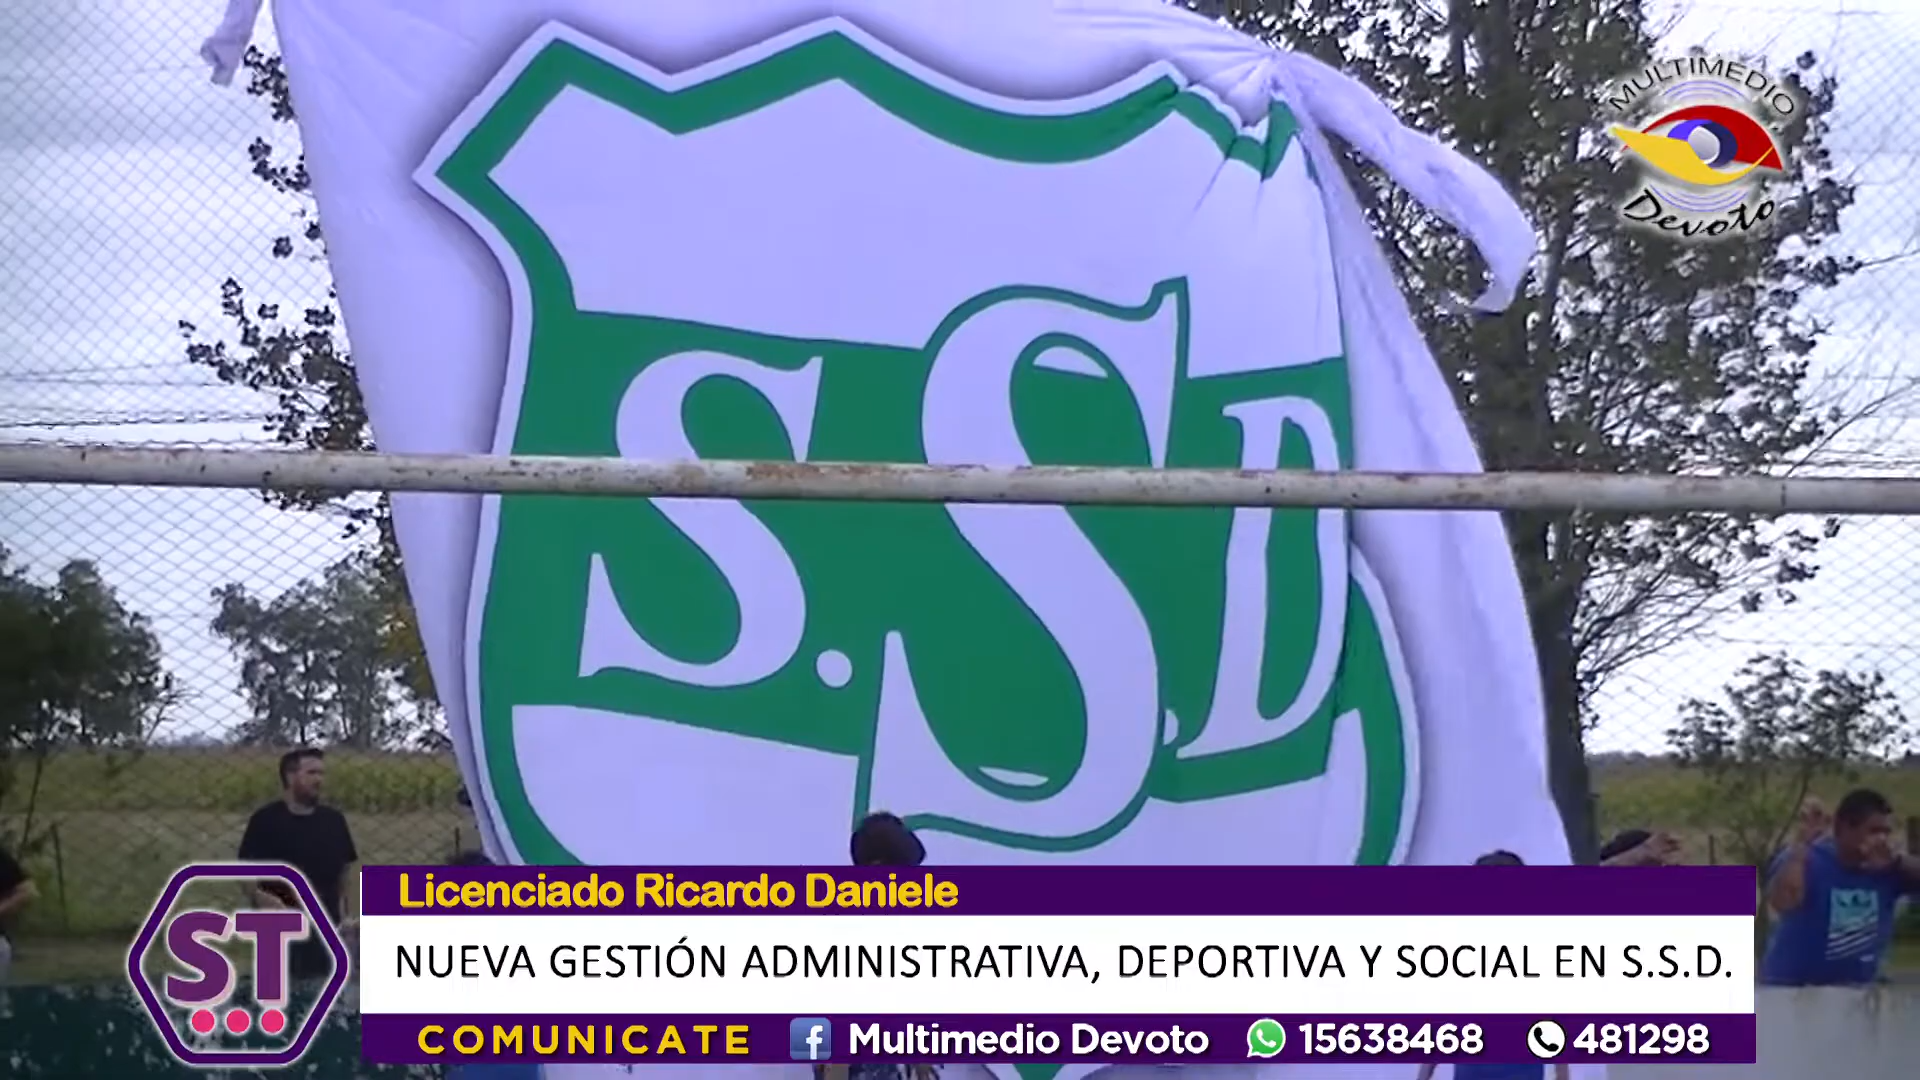 MULTIMEDIO
Devoto
S.S.D
Licenciado Ricardo Daniele
NUEVA GESTIÓN ADMINISTRATIVA, DEPORTIVA Y SOCIAL EN S.S.D.
ST
COMUNICATE Multimedio Devoto 15638468 481298